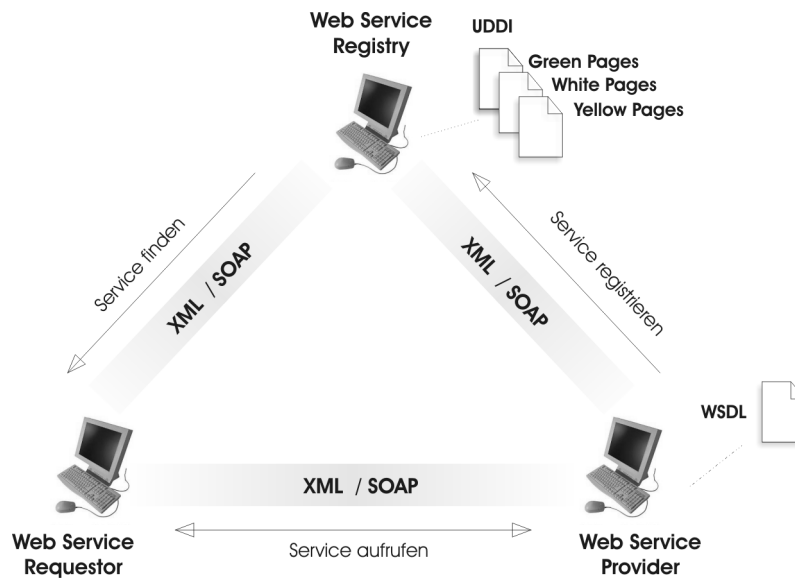 Web Service
Registry
UDDI
Green Pages
White Pages
Yellow Pages
Service finden
XML / SOAP
XML / SOAP
Service registrieren
WSDL
XML / SOAP
Service aufrufen
Web Service
Requestor
Web Service
Provider